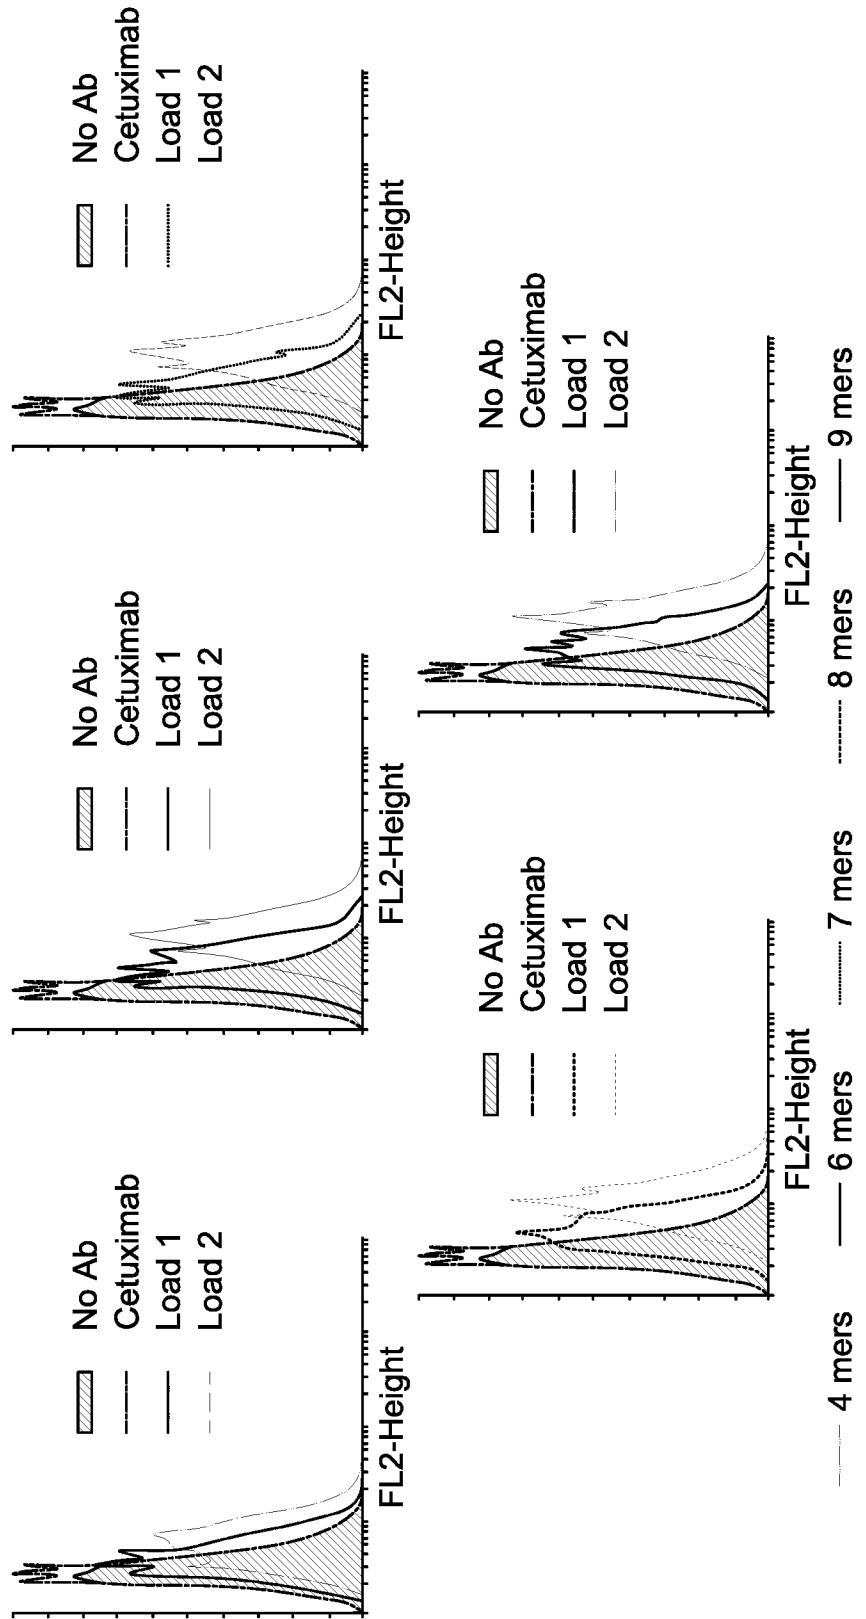 No Ab
Cetuximab
Load 1
Load 2
FL2-Height
No Ab
Cetuximab
Load 1
Load 2
FL2-Height
No Ab
Cetuximab
Load 1
Load 2
FL2-Height
No Ab
Cetuximab
Load 1
Load 2
FL2-Height
No Ab
Cetuximab
Load 1
Load 2
FL2-Height
4 mers 6 mers 7 mers 8 mers 9 mers